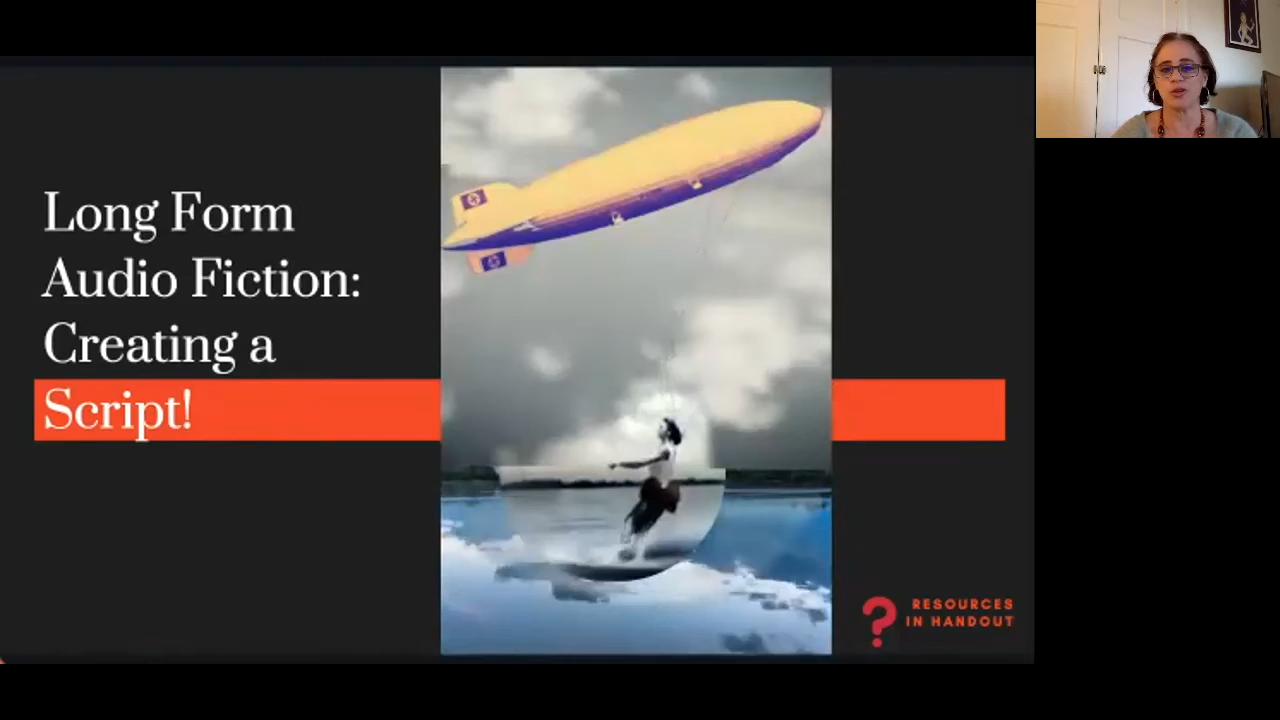 Long Form
Audio Fiction:
Creating a
Script!
RESOURCES
IN HANDOUT